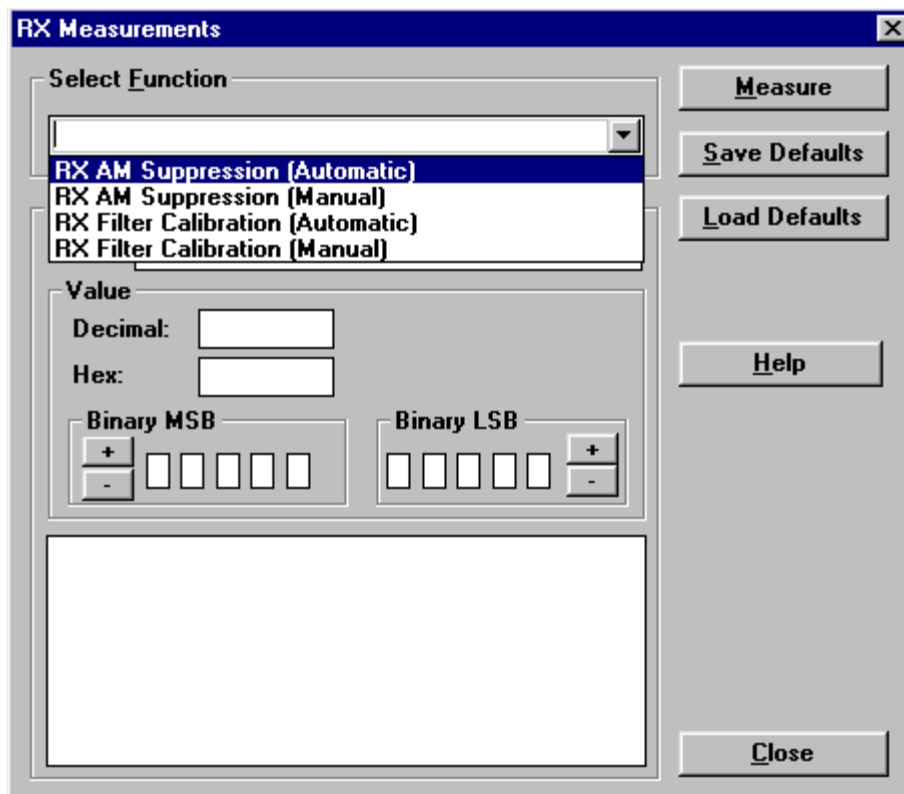 RX Measurements
Select Function
Measure
Save Defaults
RX AM Suppression (Automatic)
RX AM Suppression (Manual)
RX Filter Calibration (Automatic)
RX Filter Calibration (Manual)
Load Defaults
Value
Decimal:
Hex:
Help
Binary MSB
+
-
Binary LSB
+
-
Close